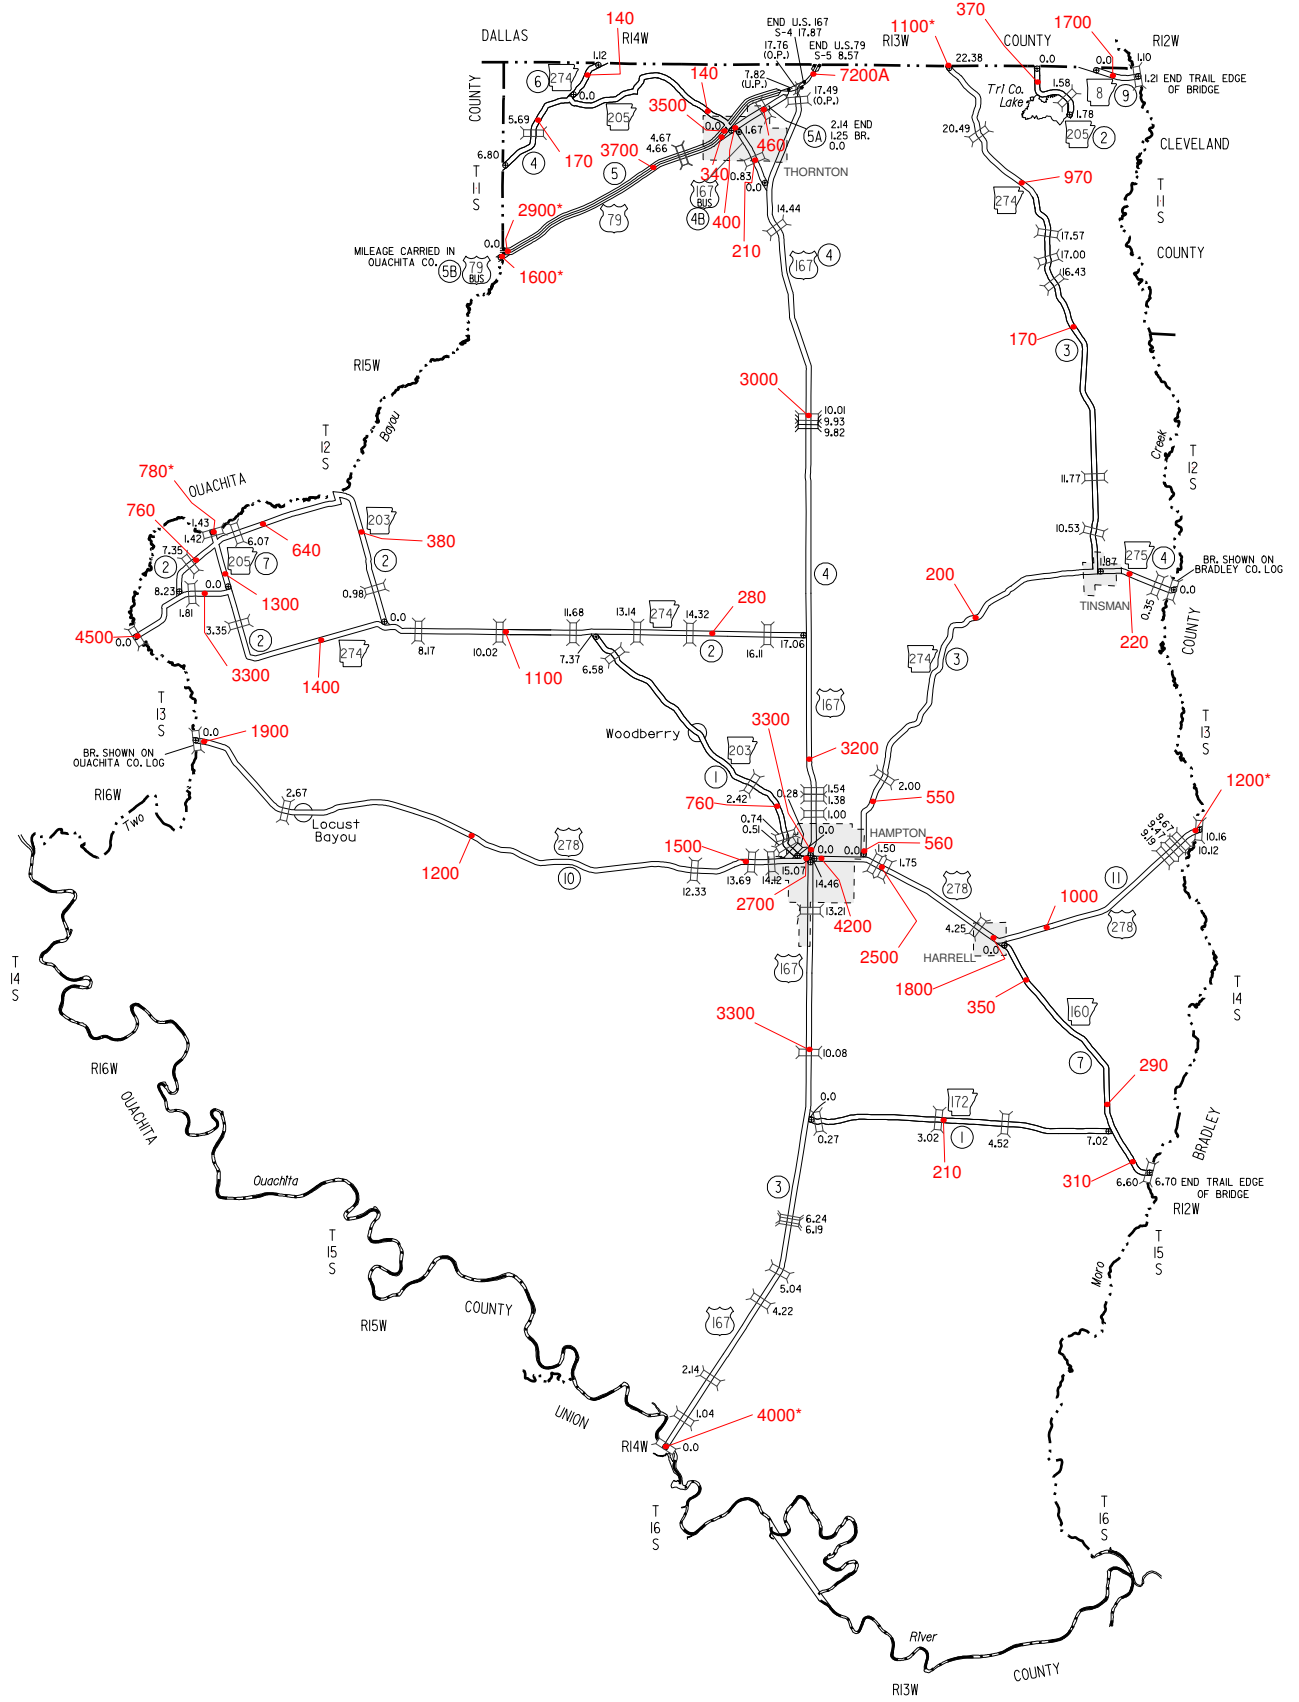 DALLAS
COUNTY
R14W
R13W
COUNTY
R12W
CLEVELAND
COUNTY
END U.S. 167
S-4 17.87
17.76
(O.P.)
END U.S.79
S-5 8.57
7.82
(U.P.)
17.49
(O.P.)
7200A
140
1.12
6
274
0.0
205
5.69
6.80
4
170
140
3500
0.0
3700
4.67
4.66
5
79
340
1.67
460
5A
2.14 END
1.25 BR.
0.0
THORNTON
0.83
0.0
167
BUS
4B
400
210
14.44
4
167
T
11
S
2900*
0.0
MILEAGE CARRIED IN
OUACHITA CO.
5B
79
BUS
1600*
1100*
22.38
370
0.0
1700
0.0
1.10
1.21 END TRAIL EDGE
OF BRIDGE
Tri Co.
Lake
1.58
1.78
8
9
205
2
20.49
970
274
17.57
17.00
16.43
170
3
T
11
S
R15W
Bayou
T
12
S
3000
10.01
9.93
9.82
Creek
T
12
S
11.77
10.53
OUACHITA
780*
760
1.43
1.42
6.07
640
203
380
2
0.98
0.0
7.35
2
205
7
0.0
8.23
1.81
1300
3.35
2
4500
0.0
3300
1400
274
8.17
10.02
1100
11.68
7.37
6.58
13.14
274
14.32
280
2
16.11
17.06
4
200
1.87
275
4
BR. SHOWN ON
BRADLEY CO. LOG
0.0
0.35
TINSMAN
220
COUNTY
274
3
T
13
S
1900
0.0
BR. SHOWN ON
OUACHITA CO. LOG
R16W
Two
2.67
Locust
Bayou
1200
278
10
Woodberry
203
1
2.42
760
3300
167
3200
0.28
1.54
1.38
1.00
0.74
0.51
0.0
0.0
0.0
HAMPTON
2.00
550
560
1.50
1.75
1500
12.33
13.69
14.12
15.07
14.46
2700
13.21
4200
2500
278
4.25
HARRELL
0.0
1800
1000
11
278
T
13
S
1200*
9.67
9.47
9.19
10.16
10.12
T
14
S
167
3300
10.08
350
160
7
290
T
14
S
R16W
OUACHITA
0.0
0.27
172
3.02
1
4.52
210
7.02
310
6.60
6.70 END TRAIL EDGE
OF BRIDGE
BRADLEY
R12W
T
15
S
Moro
Ouachita
T
15
S
3
6.24
6.19
5.04
4.22
COUNTY
R15W
167
2.14
1.04
UNION
4000*
R14W
0.0
T
16
S
T
16
S
River
COUNTY
R13W